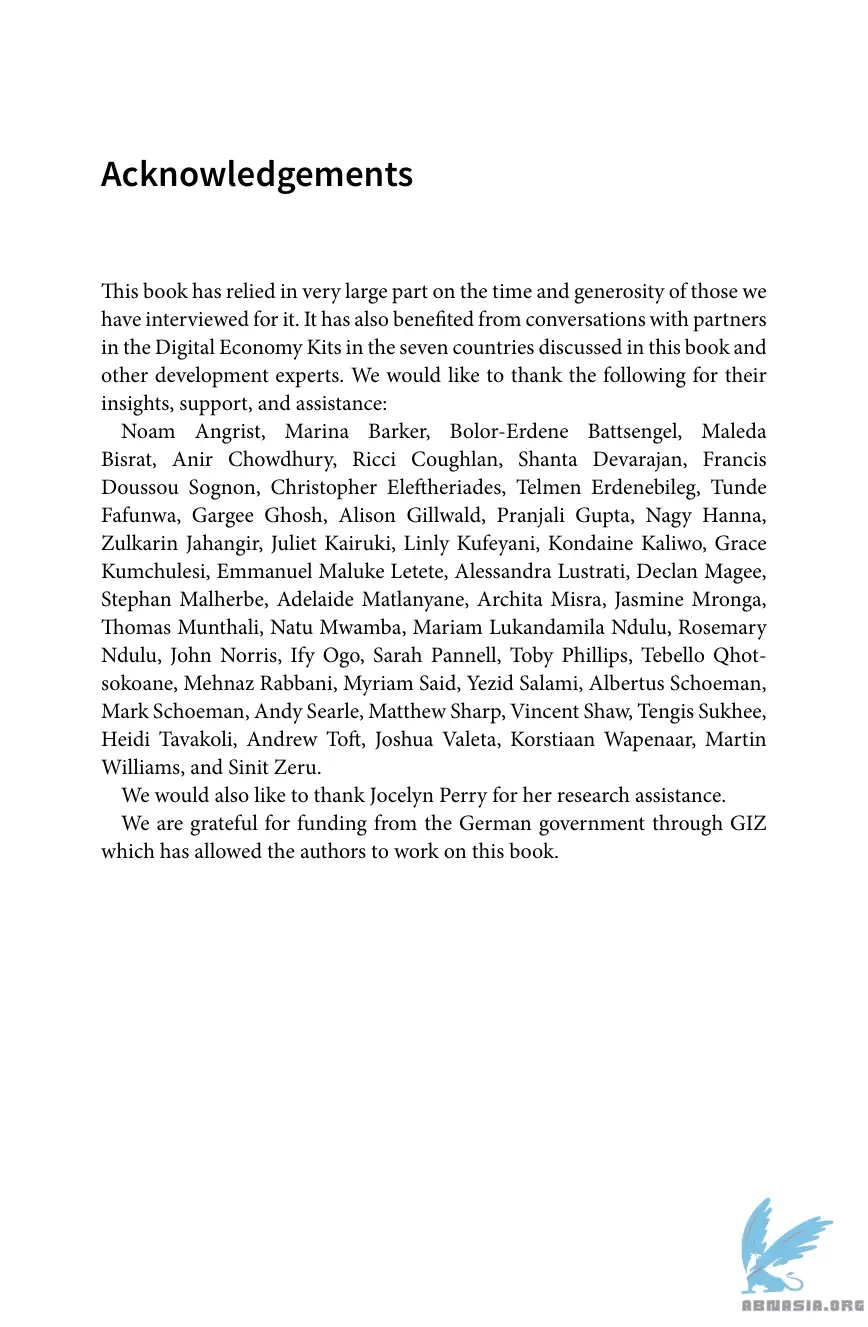 Acknowledgements
This book has relied in very large part on the time and generosity of those we
have interviewed for it. It has also benefited from conversations with partners
in the Digital Economy Kits in the seven countries discussed in this book and
other development experts. We would like to thank the following for their
insights, support, and assistance:
Noam Angrist, Marina Barker, Bolor-Erdene Battsengel, Maleda
Bisrat, Anir Chowdhury, Ricci Coughlan, Shanta Devarajan, Francis
Doussou Sognon, Christopher Eleftheriades, Telmen Erdenebileg, Tunde
Fafunwa, Gargee Ghosh, Alison Gillwald, Pranjali Gupta, Nagy Hanna,
Zulkarin Jahangir, Juliet Kairuki, Linly Kufeyani, Kondaine Kaliwo, Grace
Kumchulesi, Emmanuel Maluke Letete, Alessandra Lustrati, Declan Magee,
Stephan Malherbe, Adelaide Matlanyane, Archita Misra, Jasmine Mronga,
Thomas Munthali, Natu Mwamba, Mariam Lukandamila Ndulu, Rosemary
Ndulu, John Norris, Ify Ogo, Sarah Pannell, Toby Phillips, Tebello Qhot-
sokoane, Mehnaz Rabbani, Myriam Said, Yezid Salami, Albertus Schoeman,
Mark Schoeman, Andy Searle, Matthew Sharp, Vincent Shaw, Tengis Sukhee,
Heidi Tavakoli, Andrew Toft, Joshua Valeta, Korstiaan Wapenaar, Martin
Williams, and Sinit Zeru.
We would also like to thank Jocelyn Perry for her research assistance.
We are grateful for funding from the German government through GIZ
which has allowed the authors to work on this book.
ABNASIA.ORG